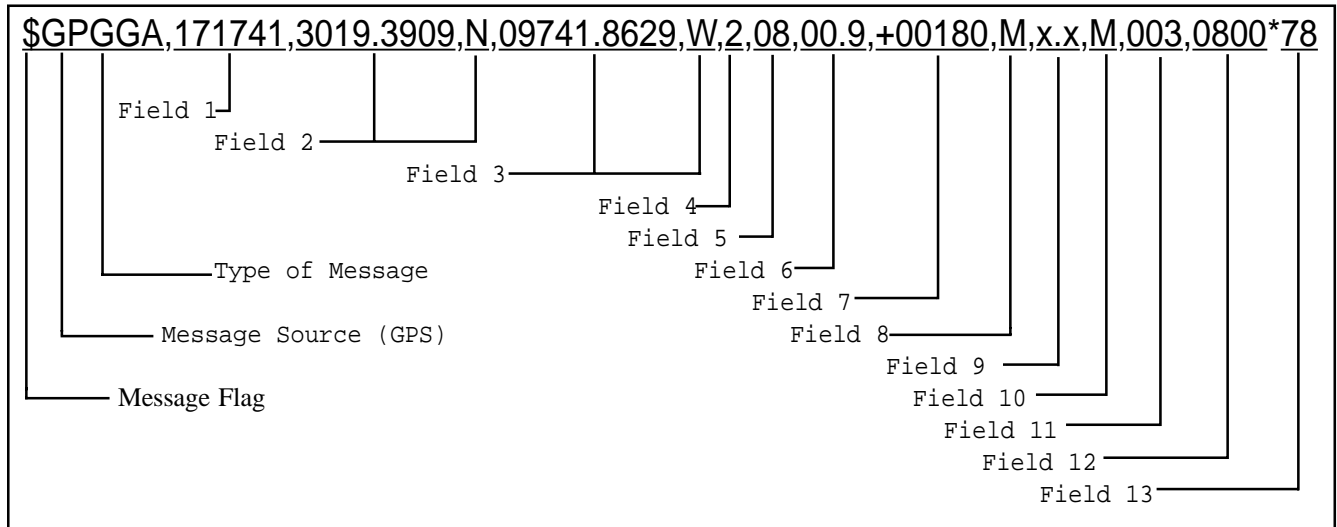 $GPGGA,171741,3019.3909,N,09741.8629,W,2,08,00.9,+00180,M,x.x,M,003,0800*78
Field 1
Field 2
Field 3
Field 4
Field 5
Type of Message
Field 6
Field 7
Message Source (GPS)
Field 8
Field 9
Message Flag
Field 10
Field 11
Field 12
Field 13